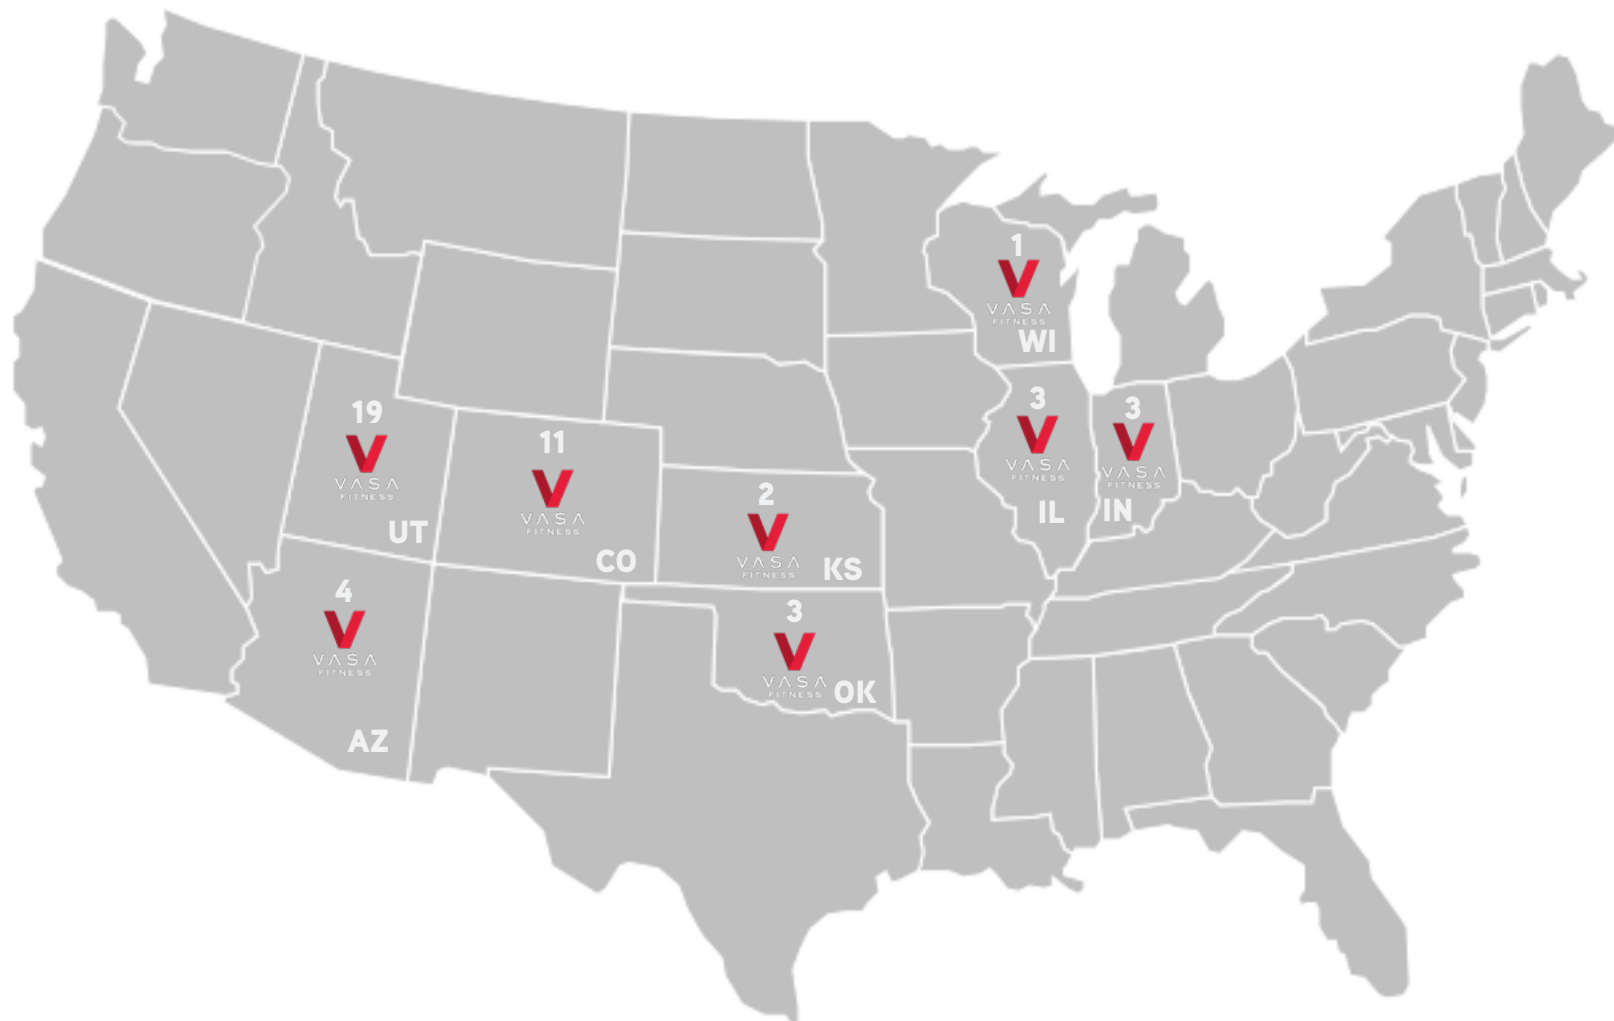 1
VASA
FITNESS
WI
19
VASA
FITNESS
UT
11
VASA
FITNESS
CO
2
VASA
FITNESS
KS
3
VASA
FITNESS
IL
3
VASA
FITNESS
IN
4
VASA
FITNESS
AZ
3
VASA
FITNESS
OK